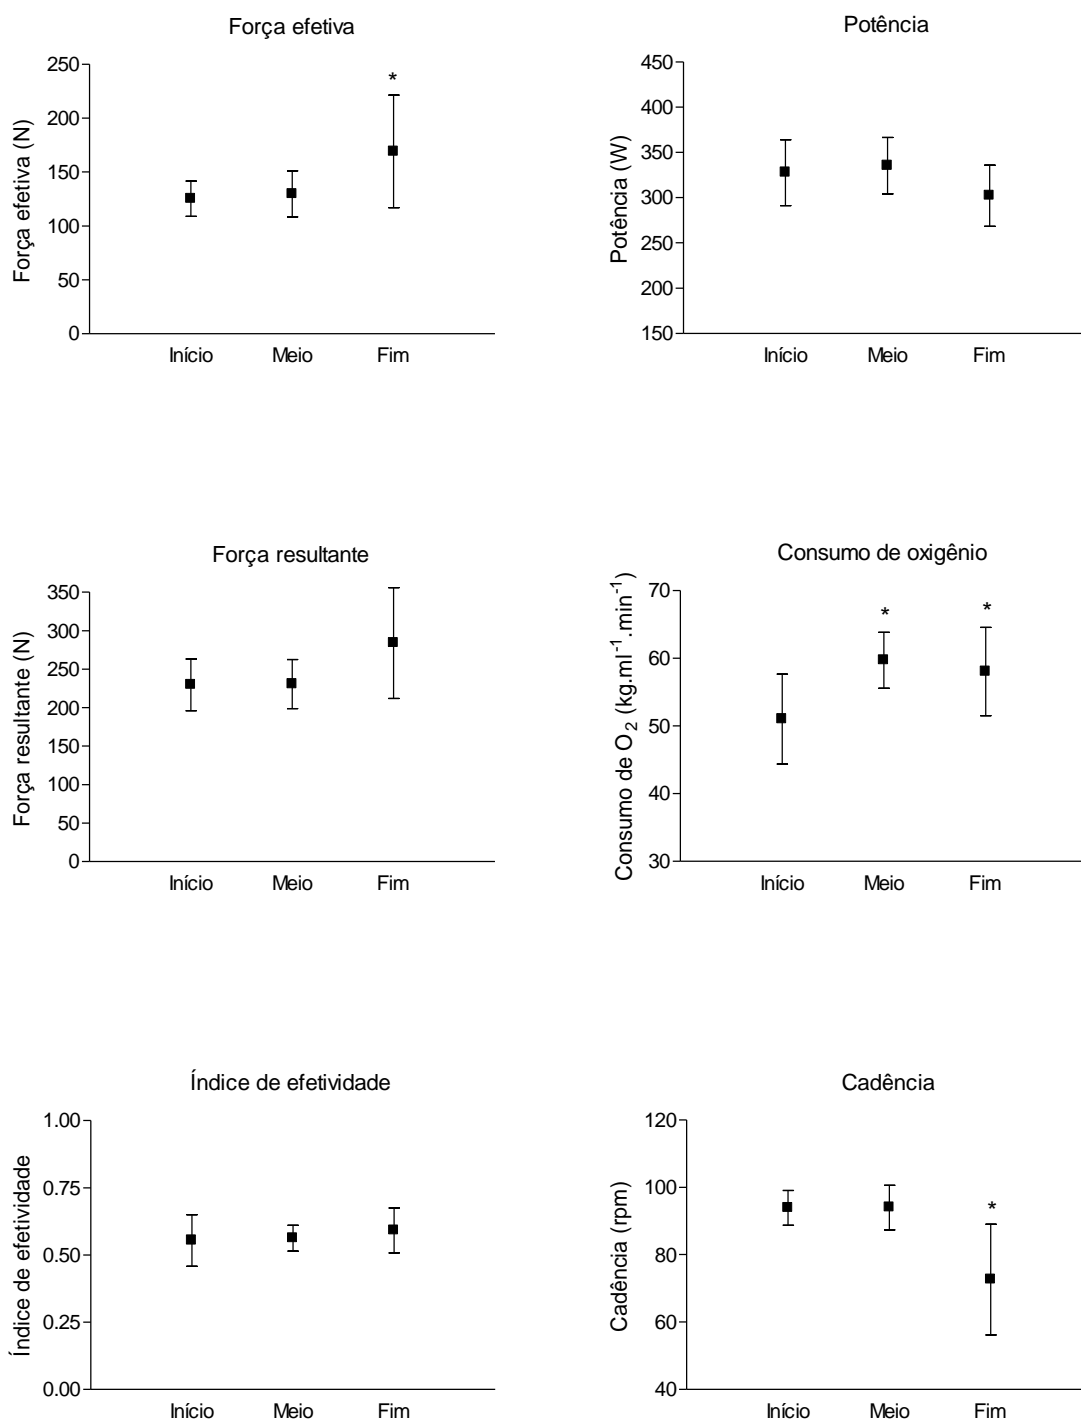 Força efetiva
Força efetiva (N)
250
200
150
100
50
0
*
Início Meio Fim
Potência
Potência (W)
450
400
350
300
250
200
150
Início Meio Fim
Força resultante
Força resultante (N)
350
300
250
200
150
100
50
0
Início Meio Fim
Consumo de oxigênio
Consumo de O₂ (kg.ml⁻¹.min⁻¹)
70
60
50
40
30
* *
Início Meio Fim
Índice de efetividade
Índice de efetividade
1.00
0.75
0.50
0.25
0.00
Início Meio Fim
Cadência
Cadência (rpm)
120
100
80
60
40
*
Início Meio Fim